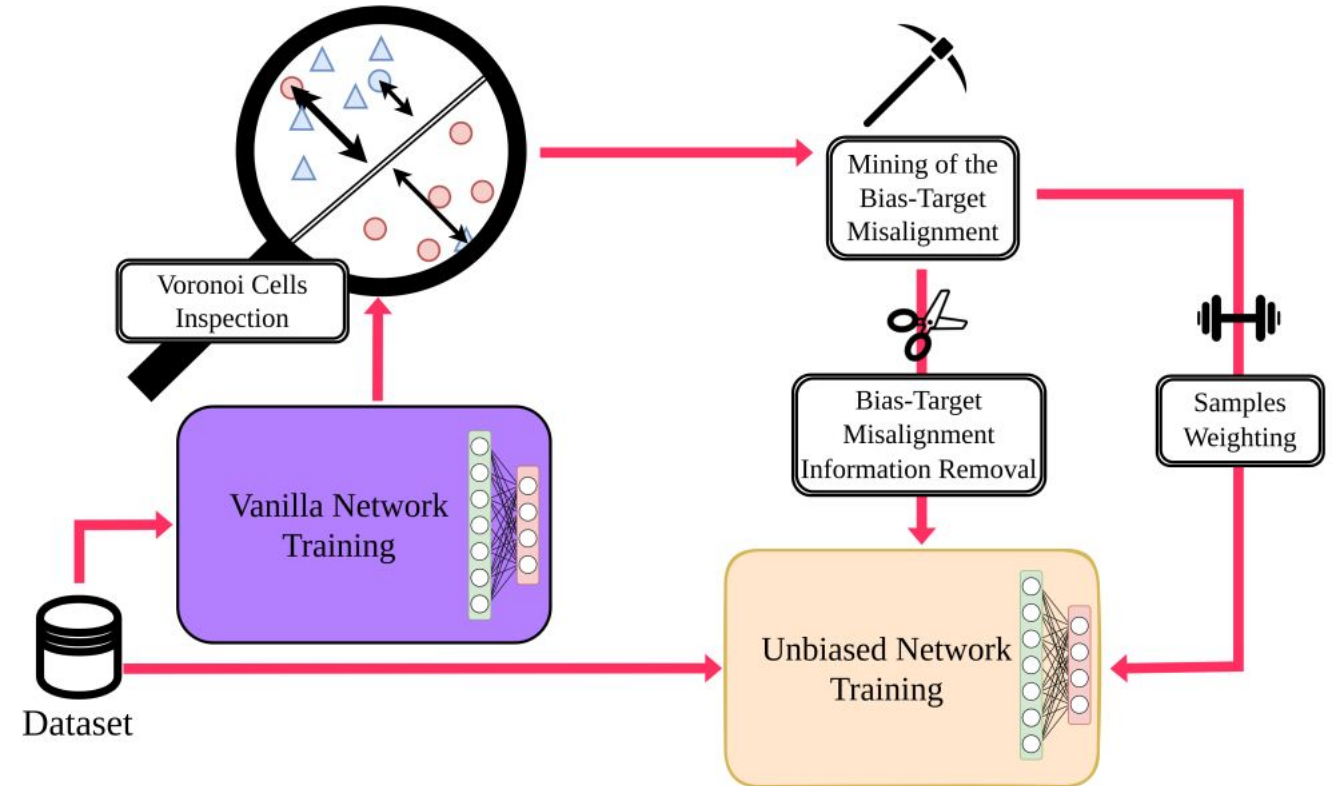 Mining of the
Bias-Target
Misalignment
Voronoi Cells
Inspection
Bias-Target
Misalignment
Information Removal
Samples
Weighting
Vanilla Network
Training
Unbiased Network
Training
Dataset